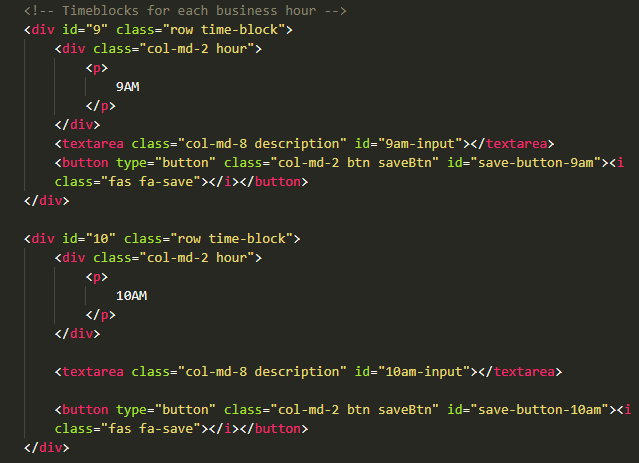 <!-- Timeblocks for each business hour -->
<div id="9" class="row time-block">
    <div class="col-md-2 hour">
        <p>
            9AM
        </p>
    </div>
    <textarea class="col-md-8 description" id="9am-input"></textarea>
    <button type="button" class="col-md-2 btn saveBtn" id="save-button-9am"><i
    class="fas fa-save"></i></button>
</div>

<div id="10" class="row time-block">
    <div class="col-md-2 hour">
        <p>
            10AM
        </p>
    </div>

    <textarea class="col-md-8 description" id="10am-input"></textarea>

    <button type="button" class="col-md-2 btn saveBtn" id="save-button-10am"><i
    class="fas fa-save"></i></button>
</div>